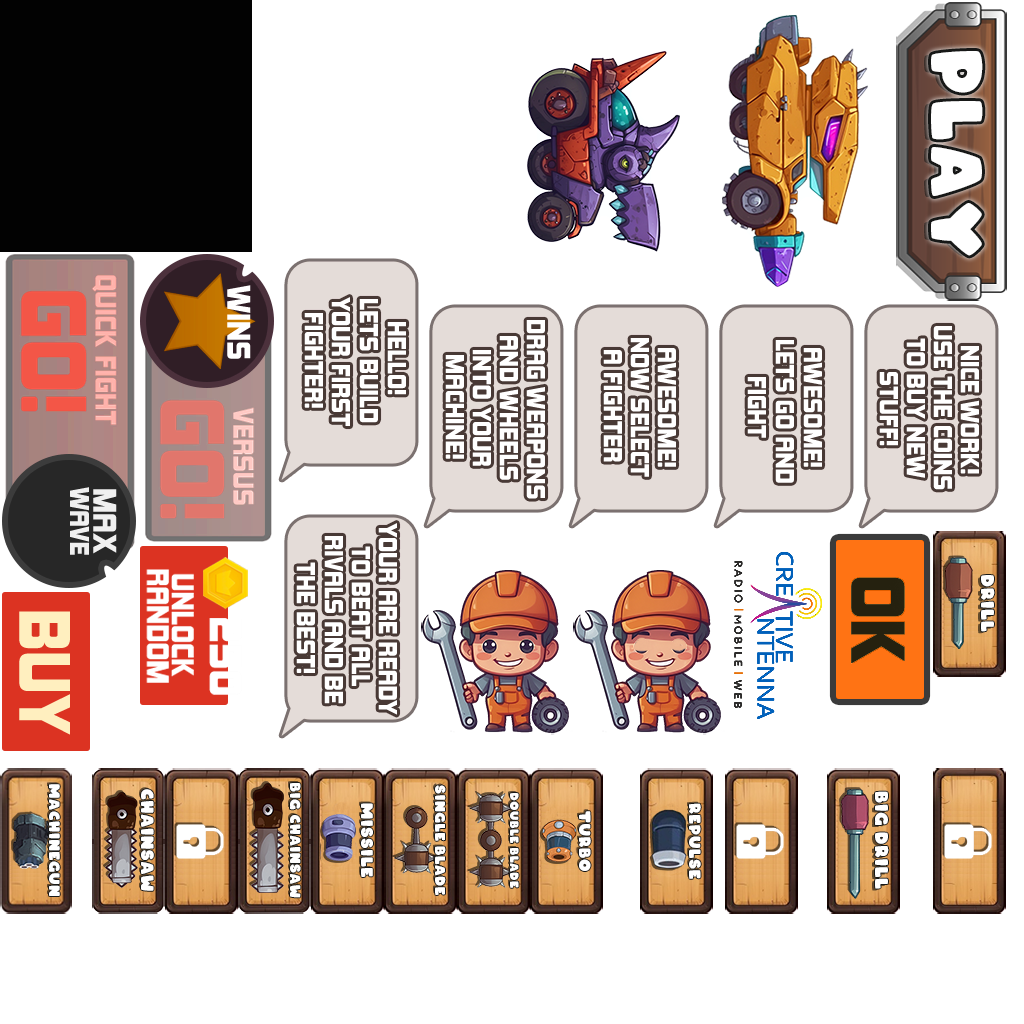 PLAY
QUICK FIGHT
GO!
WINS
VERSUS
GO!
MAX
WAVE
HELLO!
LETS BUILD
YOUR FIRST
FIGHTER!
DRAG WEAPONS
AND WHEELS
INTO YOUR
MACHINE!
AWESOME!
NOW SELECT
A FIGHTER
AWESOME!
LETS GO AND
FIGHT
NICE WORK!
USE THE COINS
TO BUY NEW
STUFF!
YOUR ARE READY
TO BEAT ALL
RIVALS AND BE
THE BEST!
BUY
UNLOCK
RANDOM
CREATIVE
ANTENNA
RADIO | MOBILE | WEB
OK
DRILL
MACHINEGUN
CHAINSAW
BIG CHAINSAW
MISSILE
SINGLE BLADE
DOUBLE BLADE
TURBO
REPULSE
BIG DRILL